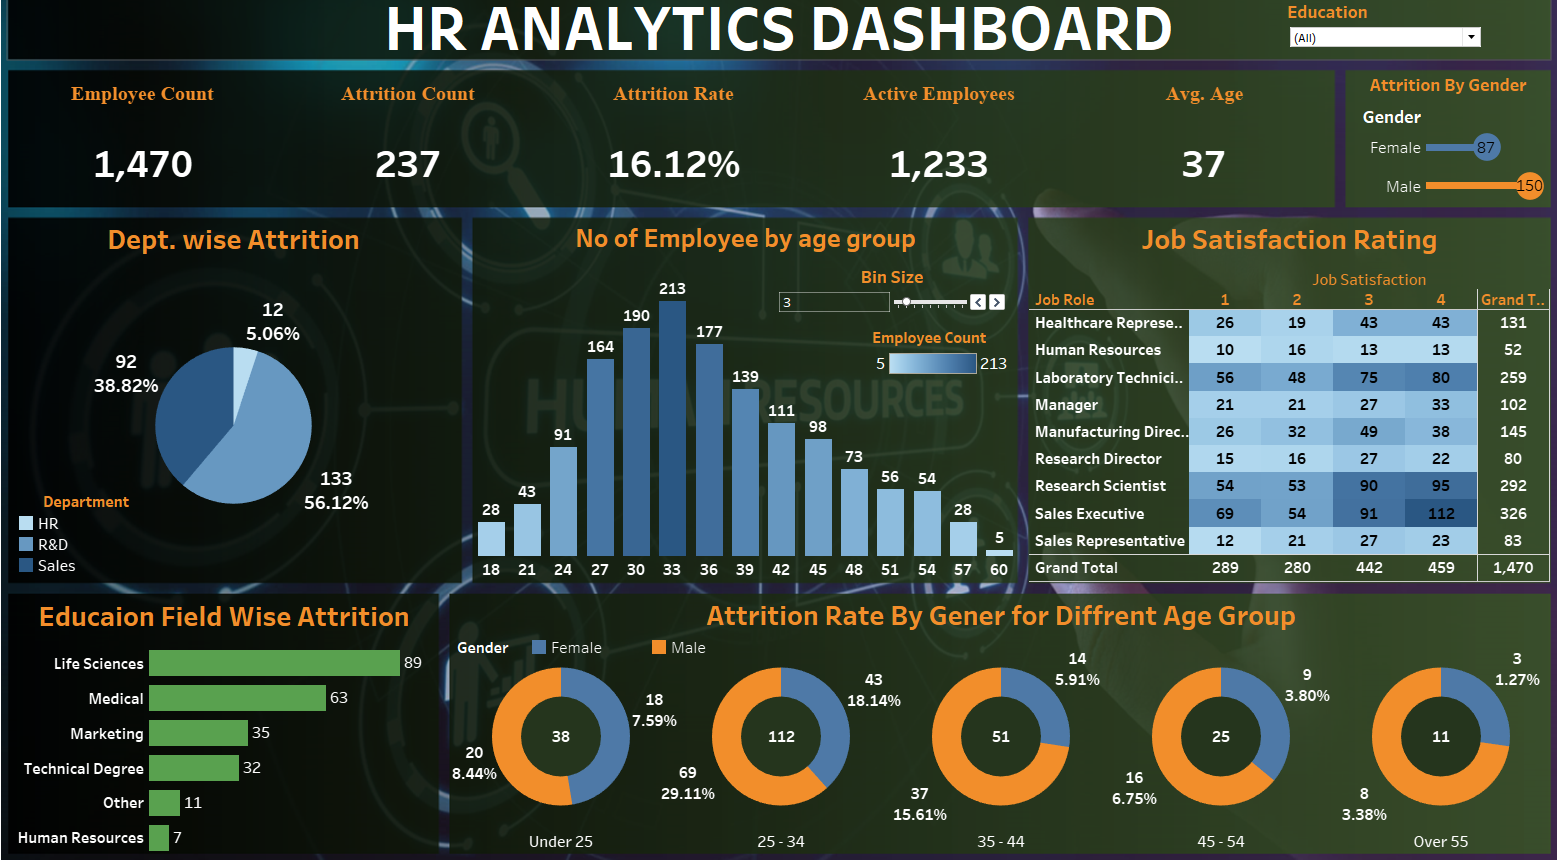 HR ANALYTICS DASHBOARD
Education
(All)
Employee Count
1,470
Attrition Count
237
Attrition Rate
16.12%
Active Employees
1,233
Avg. Age
37
Attrition By Gender
Gender
Female 87
Male 150
Dept. wise Attrition
12
5.06%
92
38.82%
133
56.12%
Department
HR
R&D
Sales
No of Employee by age group
Bin Size
3
Employee Count
5 213
28 43 91 164 190 213 177 139 111 98 73 56 54 28 5
18 21 24 27 30 33 36 39 42 45 48 51 54 57 60
HUMAN RESOURCES
Job Satisfaction Rating
Job Satisfaction
Job Role 1 2 3 4 Grand T..
Healthcare Represe.. 26 19 43 43 131
Human Resources 10 16 13 13 52
Laboratory Technici.. 56 48 75 80 259
Manager 21 21 27 33 102
Manufacturing Direc.. 26 32 49 38 145
Research Director 15 16 27 22 80
Research Scientist 54 53 90 95 292
Sales Executive 69 54 91 112 326
Sales Representative 12 21 27 23 83
Grand Total 289 280 442 459 1,470
Educaion Field Wise Attrition
Life Sciences 89
Medical 63
Marketing 35
Technical Degree 32
Other 11
Human Resources 7
Attrition Rate By Gener for Diffrent Age Group
Gender Female Male
18
7.59%
38
20
8.44%
Under 25
43
18.14%
112
69
29.11%
25 - 34
14
5.91%
51
37
15.61%
35 - 44
9
3.80%
25
16
6.75%
45 - 54
3
1.27%
11
8
3.38%
Over 55